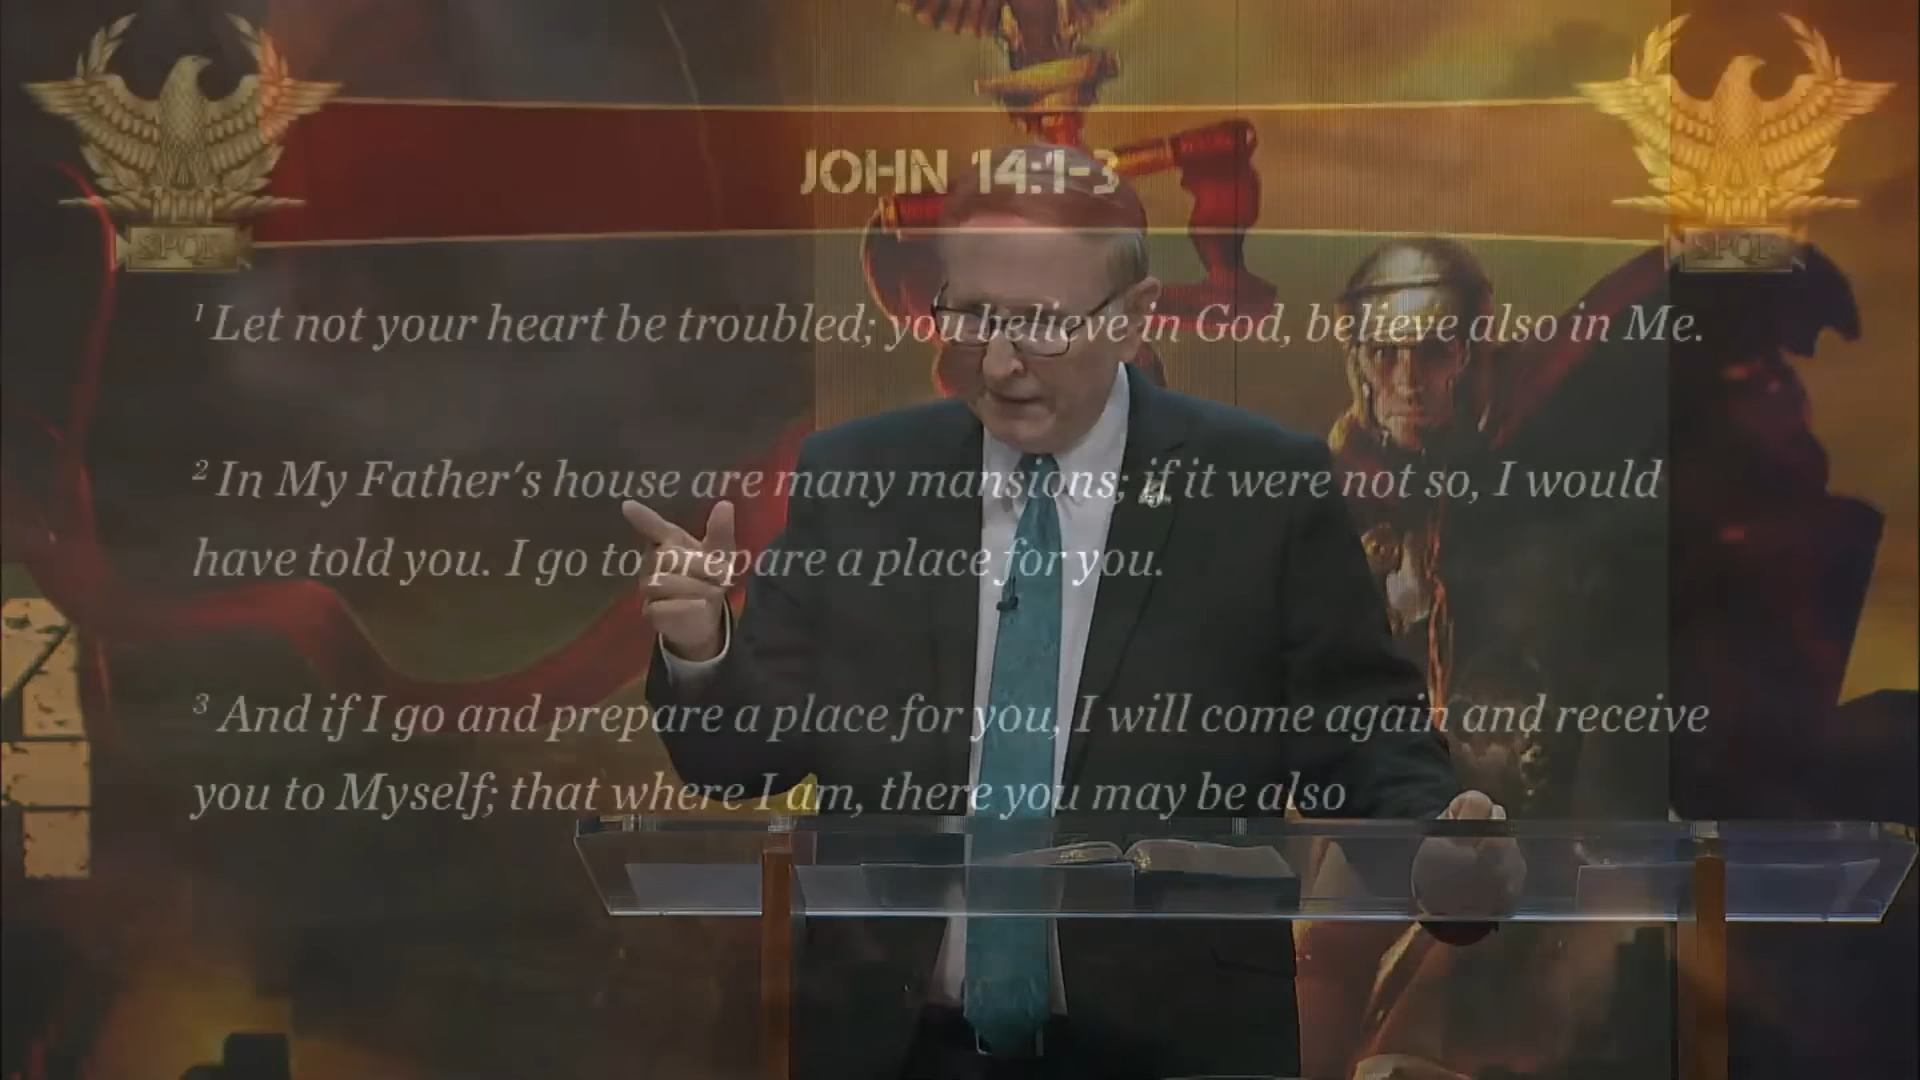 JOHN 14:1-3
SPQR
SPQR
¹ Let not your heart be troubled; you believe in God, believe also in Me.
² In My Father's house are many mansions; if it were not so, I would
have told you. I go to prepare a place for you.
³ And if I go and prepare a place for you, I will come again and receive
you to Myself; that where I am, there you may be also